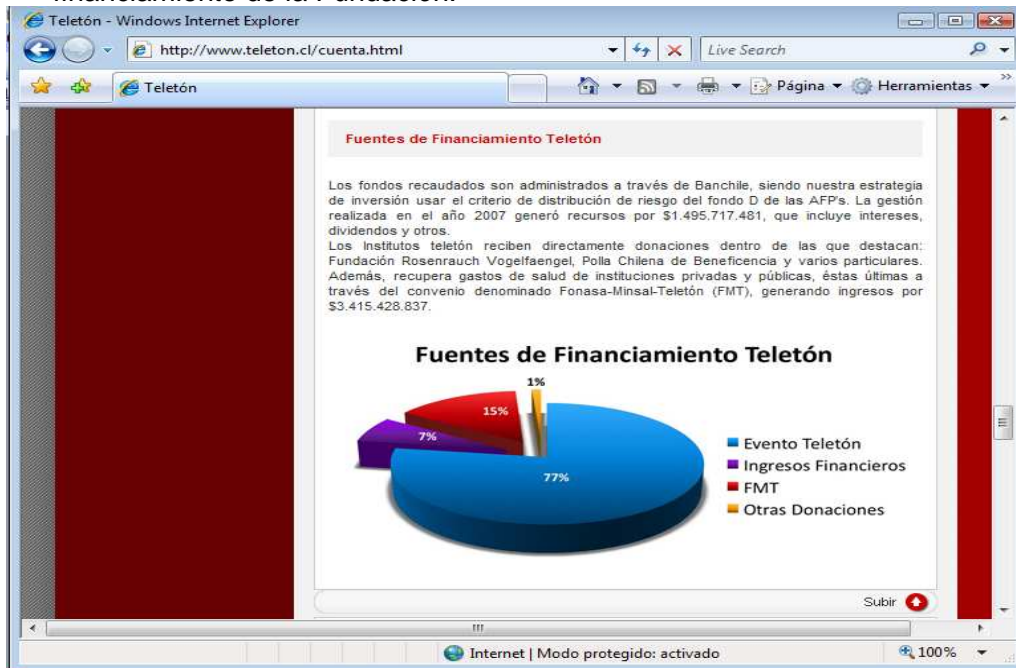 financiamiento de la Fundación.
Teletón - Windows Internet Explorer
http://www.teleton.cl/cuenta.html
Live Search
Teletón
Página
Herramientas
Fuentes de Financiamiento Teletón
Los fondos recaudados son administrados a través de Banchile, siendo nuestra estrategia
de inversión usar el criterio de distribución de riesgo del fondo D de las AFP's. La gestión
realizada en el año 2007 generó recursos por $1.495.717.481, que incluye intereses,
dividendos y otros.
Los Institutos teletón reciben directamente donaciones dentro de las que destacan:
Fundación Rosenrauch Vogelfaengel, Polla Chilena de Beneficencia y varios particulares.
Además, recupera gastos de salud de instituciones privadas y públicas, éstas últimas a
través del convenio denominado Fonasa-Minsal-Teletón (FMT), generando ingresos por
$3.415.428.837.
Fuentes de Financiamiento Teletón
1%
15%
7%
77%
Evento Teletón
Ingresos Financieros
FMT
Otras Donaciones
Subir
Internet | Modo protegido: activado
100%